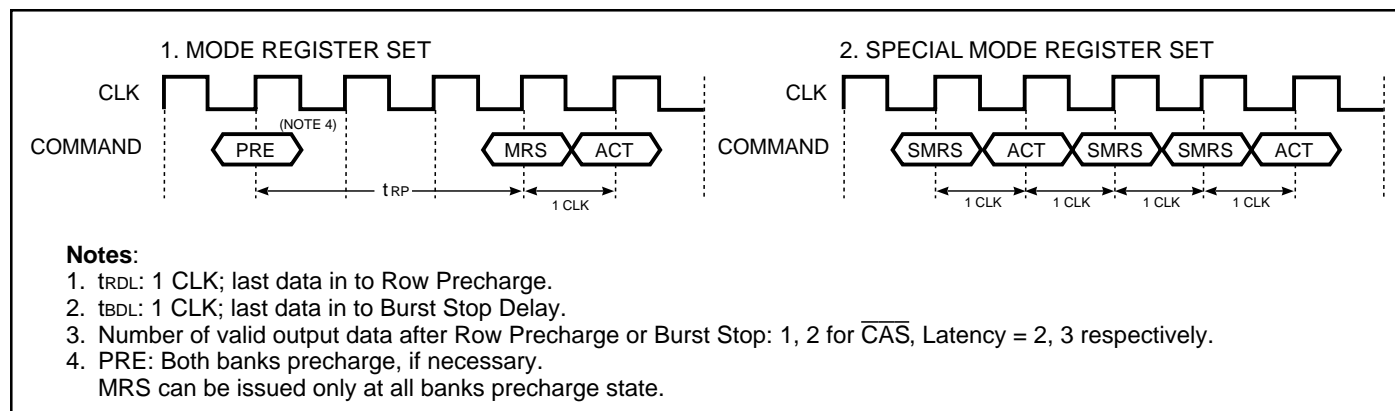 1. MODE REGISTER SET
CLK
(NOTE 4)
COMMAND PRE MRS ACT
tRP
1 CLK
2. SPECIAL MODE REGISTER SET
CLK
COMMAND SMRS ACT SMRS SMRS ACT
1 CLK 1 CLK 1 CLK 1 CLK
Notes:
1. tRDL: 1 CLK; last data in to Row Precharge.
2. tBDL: 1 CLK; last data in to Burst Stop Delay.
3. Number of valid output data after Row Precharge or Burst Stop: 1, 2 for C̅A̅S̅, Latency = 2, 3 respectively.
4. PRE: Both banks precharge, if necessary.
MRS can be issued only at all banks precharge state.